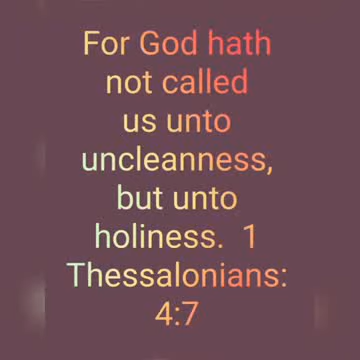 For God hath
not called
us unto
uncleanness,
but unto
holiness.  1
Thessalonians:
4:7